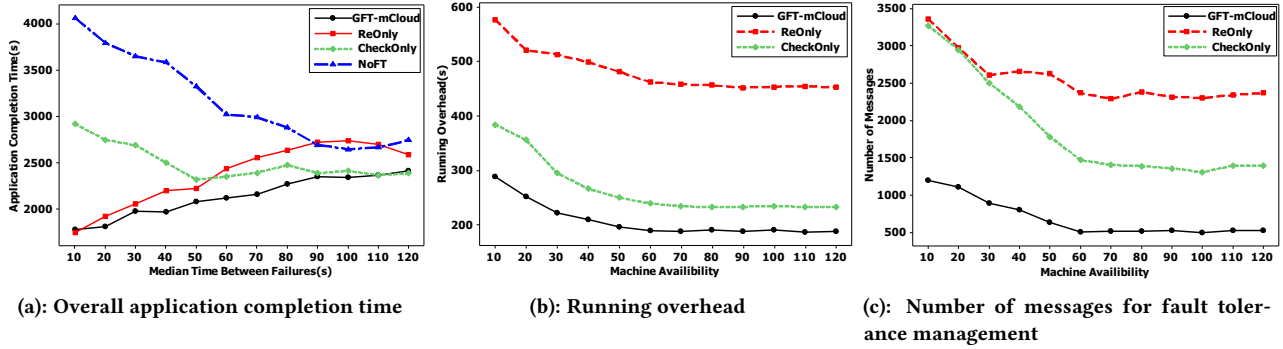 GFT-mCloud
ReOnly
CheckOnly
NoFT
Application Completion Time(s)
4000
3500
3000
2500
2000
10 20 30 40 50 60 70 80 90 100 110 120
Median Time Between Failures(s)
(a): Overall application completion time
GFT-mCloud
ReOnly
CheckOnly
Running Overhead(s)
600
500
400
300
200
10 20 30 40 50 60 70 80 90 100 110 120
Machine Availibility
(b): Running overhead
GFT-mCloud
ReOnly
CheckOnly
Number of Messages
3500
3000
2500
2000
1500
1000
500
10 20 30 40 50 60 70 80 90 100 110 120
Machine Availibility
(c): Number of messages for fault toler-
ance management